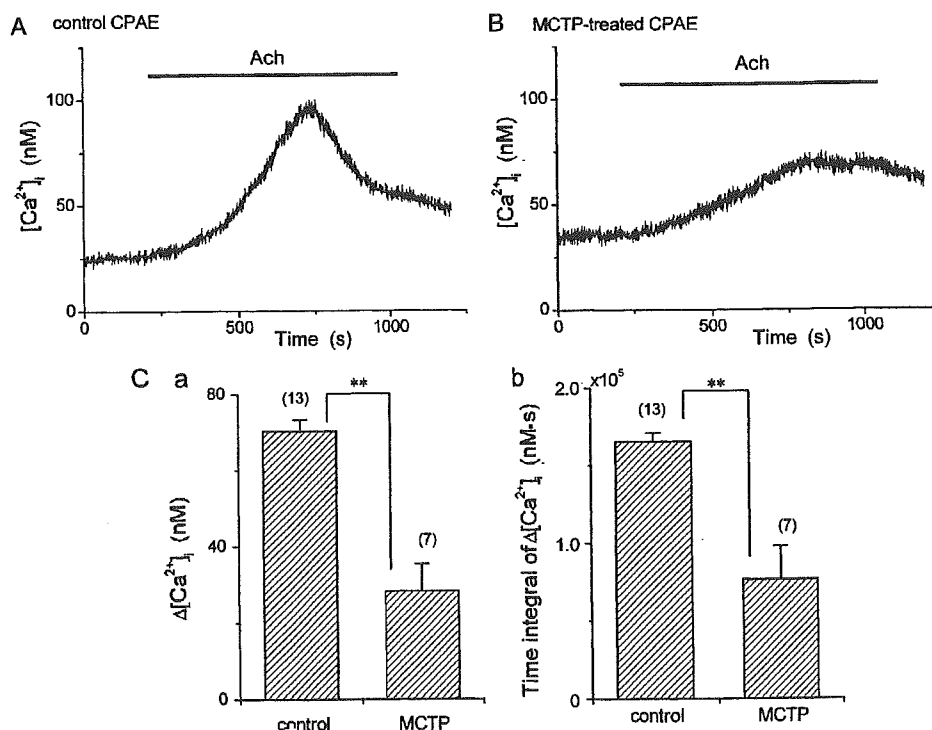 A control CPAE
Ach
100
50
0
[Ca²⁺]ᵢ (nM)
0 500 1000
Time (s)
B MCTP-treated CPAE
Ach
100
50
0
[Ca²⁺]ᵢ (nM)
0 500 1000
Time (s)
C a
80
40
0
Δ[Ca²⁺]ᵢ (nM)
(13)
**
(7)
control MCTP
b
2.0 x10⁵
1.0
0
Time integral of Δ[Ca²⁺]ᵢ (nM-s)
(13)
**
(7)
control MCTP